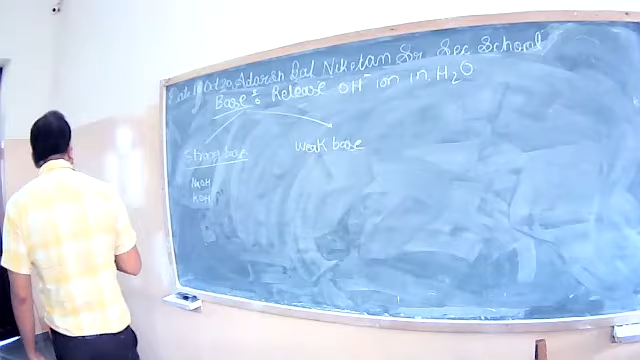 Adarsh Bal Niketan Sr Sec School
Base : Release OH⁻ ion in H₂O
Strong base weak base
NaOH
KOH